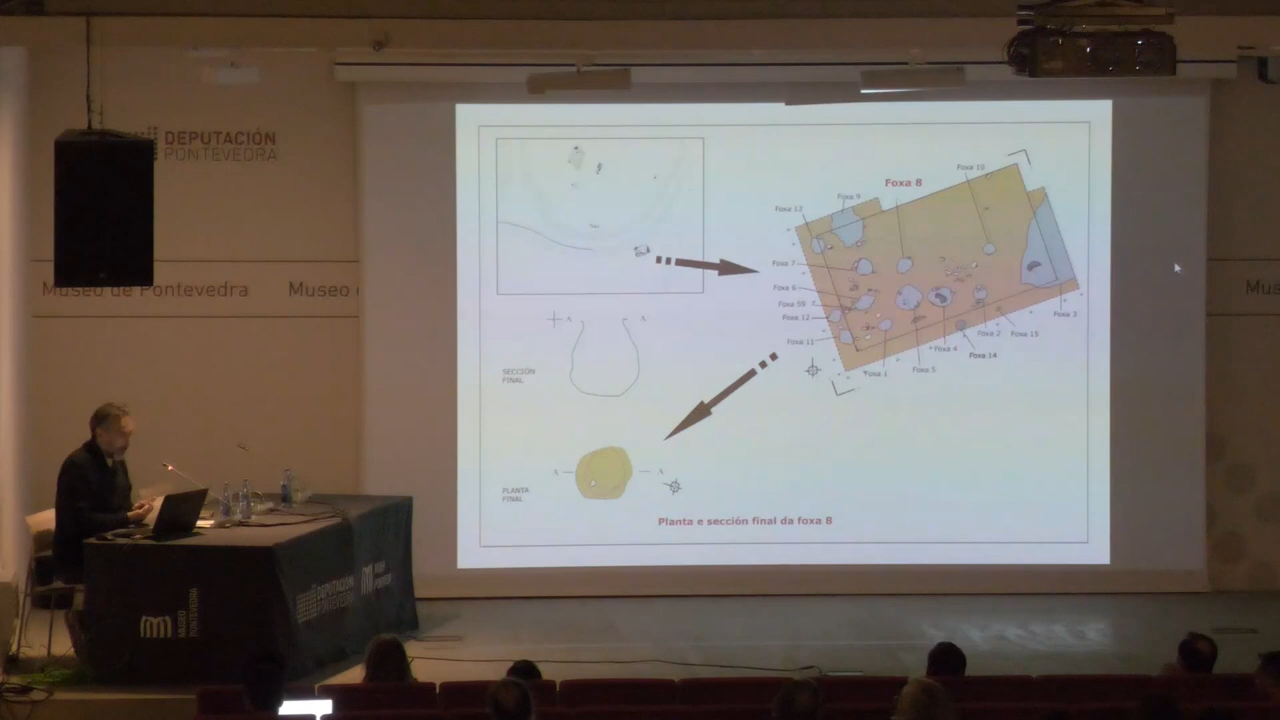 DEPUTACIÓN
PONTEVEDRA
Museo de Pontevedra
Museo
Mus
Foxa 8
Foxa 10
Foxa 9
Foxa 13
Foxa 7
Foxa 6
Foxa 59
Foxa 12
Foxa 11
Foxa 1
Foxa 5
Foxa 4
Foxa 14
Foxa 2
Foxa 15
Foxa 3
A
A'
SECCIÓN
FINAL
A
A
PLANTA
FINAL
Planta e sección final da foxa 8
MUSEO
PONTEVEDRA
DEPUTACIÓN
PONTEVEDRA